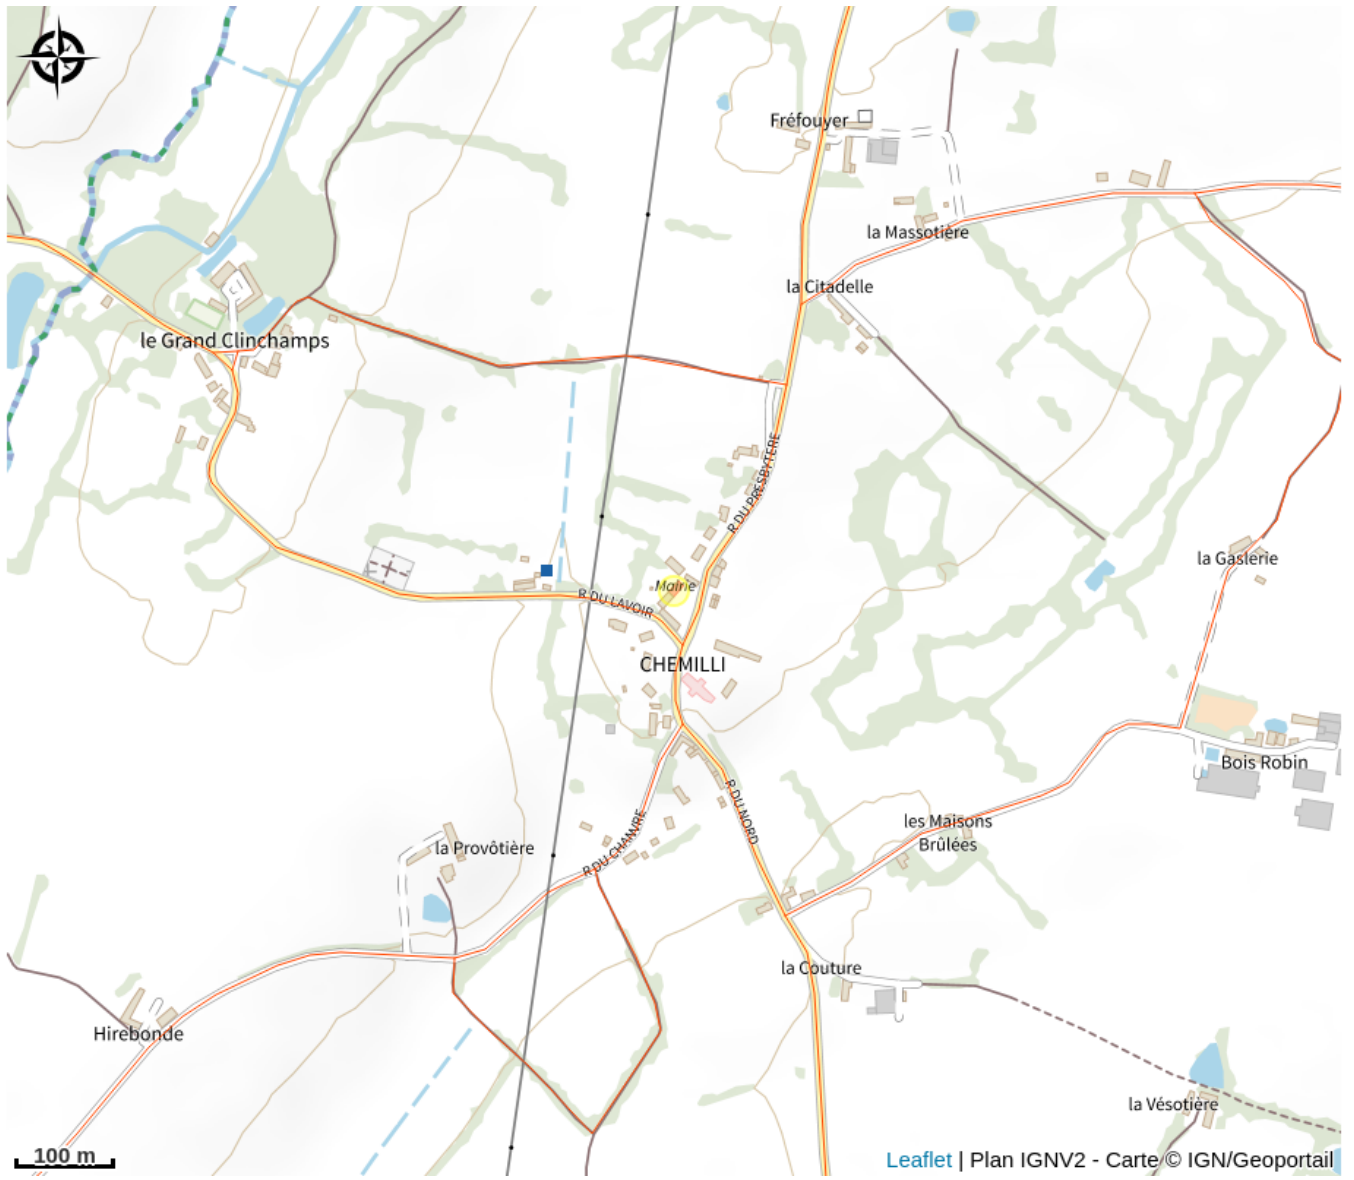 Fréfouyer
la Massotière
la Citadelle
le Grand Clinchamps
R DU PRESBYTERE
la Gaslerie
Mairie
R DU LAVOIR
CHEMILLI
Bois Robin
R DU NORD
les Maisons
Brûlées
R DU CHANVRE
la Provôtière
la Couture
Hirebonde
la Vésotière
100 m
Leaflet | Plan IGNV2 - Carte © IGN/Geoportail